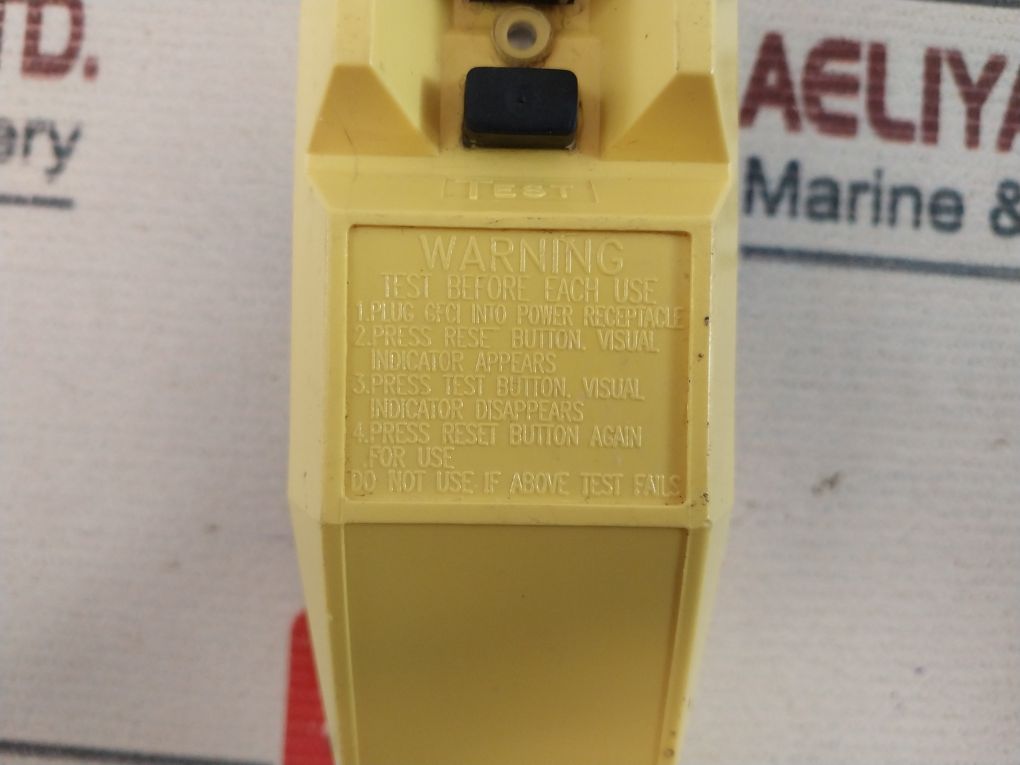 TD.
ery
AELIYA
Marine &
TEST
WARNING
TEST BEFORE EACH USE
1.PLUG GFCI INTO POWER RECEPTACLE
2.PRESS RESE BUTTON. VISUAL
INDICATOR APPEARS
3.PRESS TEST BUTTON. VISUAL
INDICATOR DISAPPEARS
4.PRESS RESET BUTTON AGAIN
.FOR USE
DO NOT USE IF ABOVE TEST FAILS